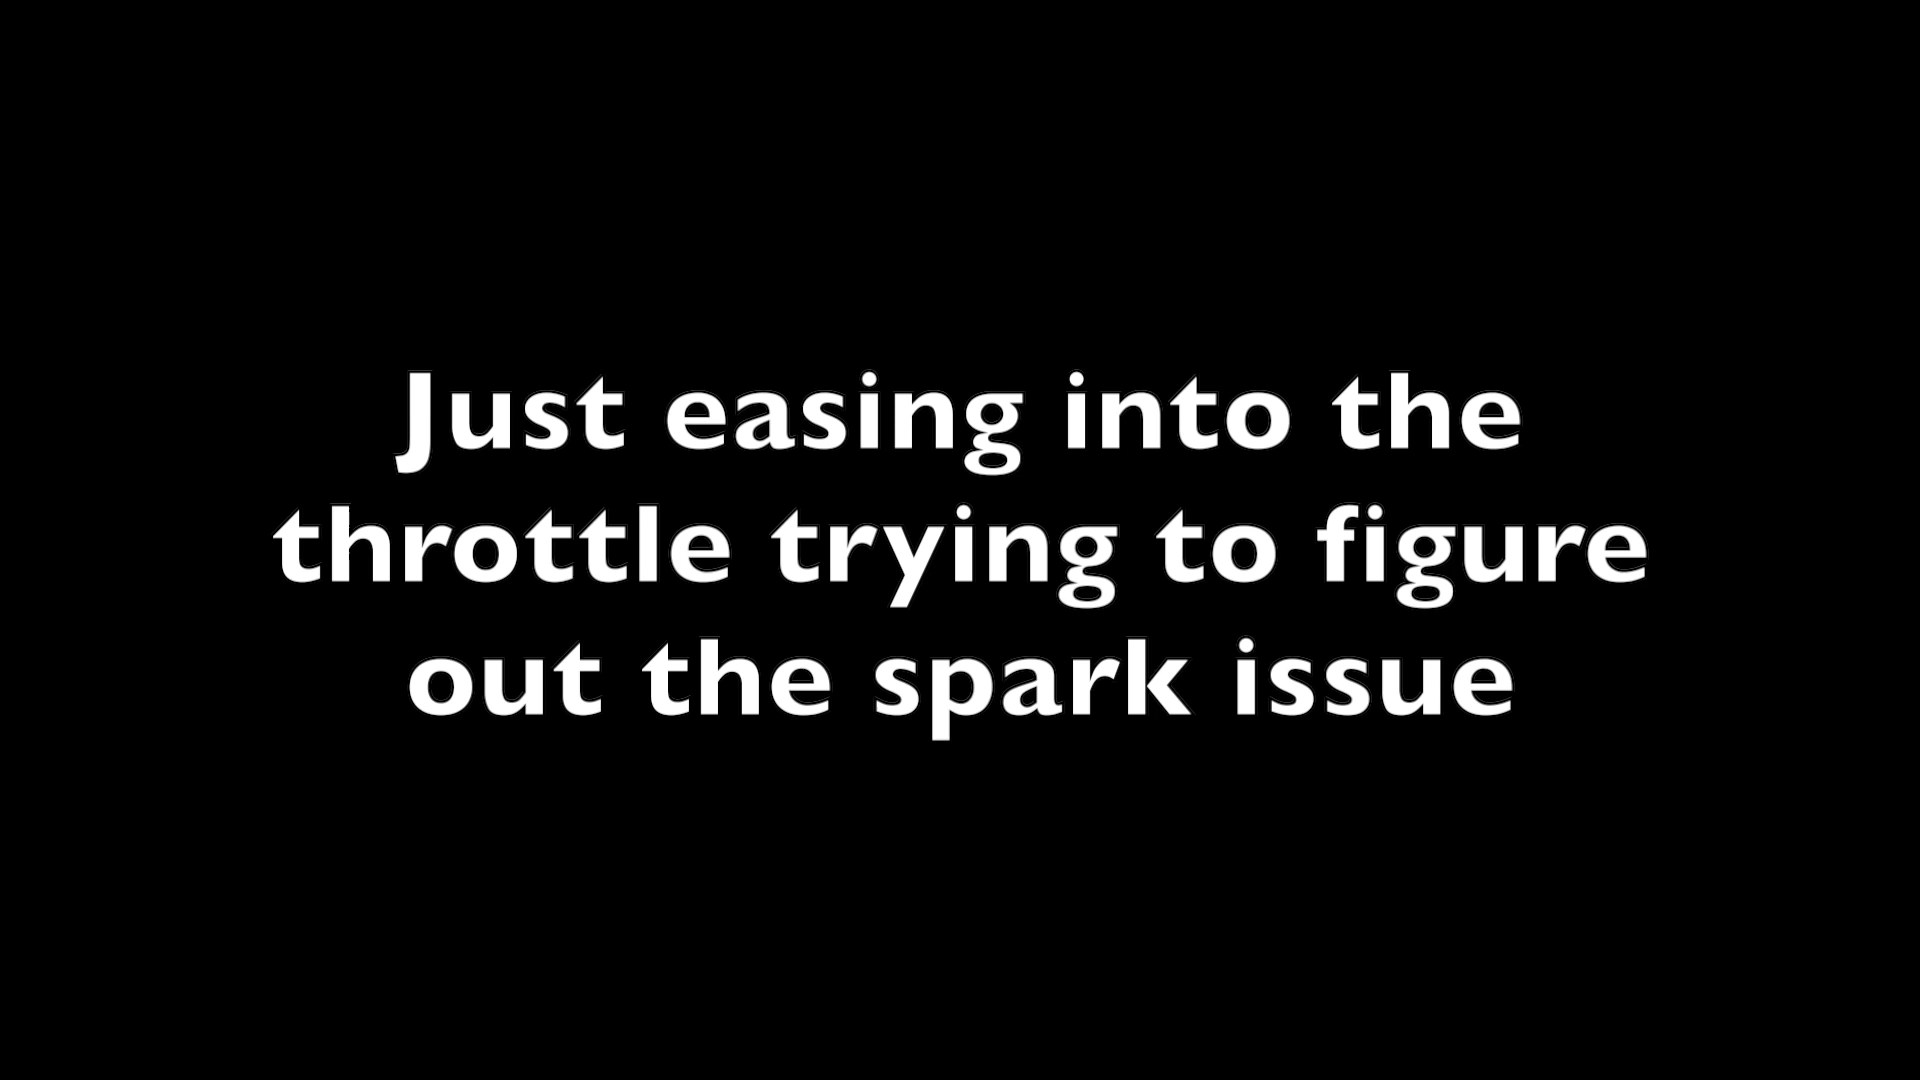 Just easing into the
throttle trying to figure
out the spark issue